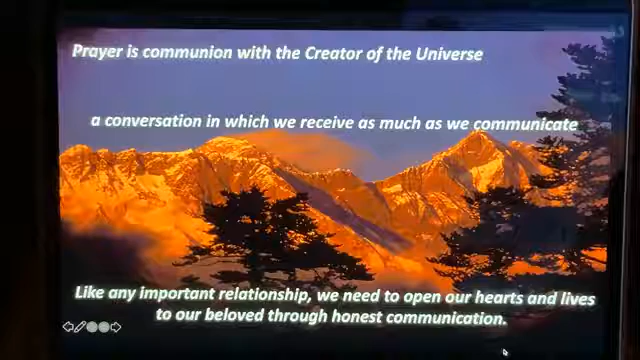 Prayer is communion with the Creator of the Universe
a conversation in which we receive as much as we communicate
Like any important relationship, we need to open our hearts and lives
to our beloved through honest communication.